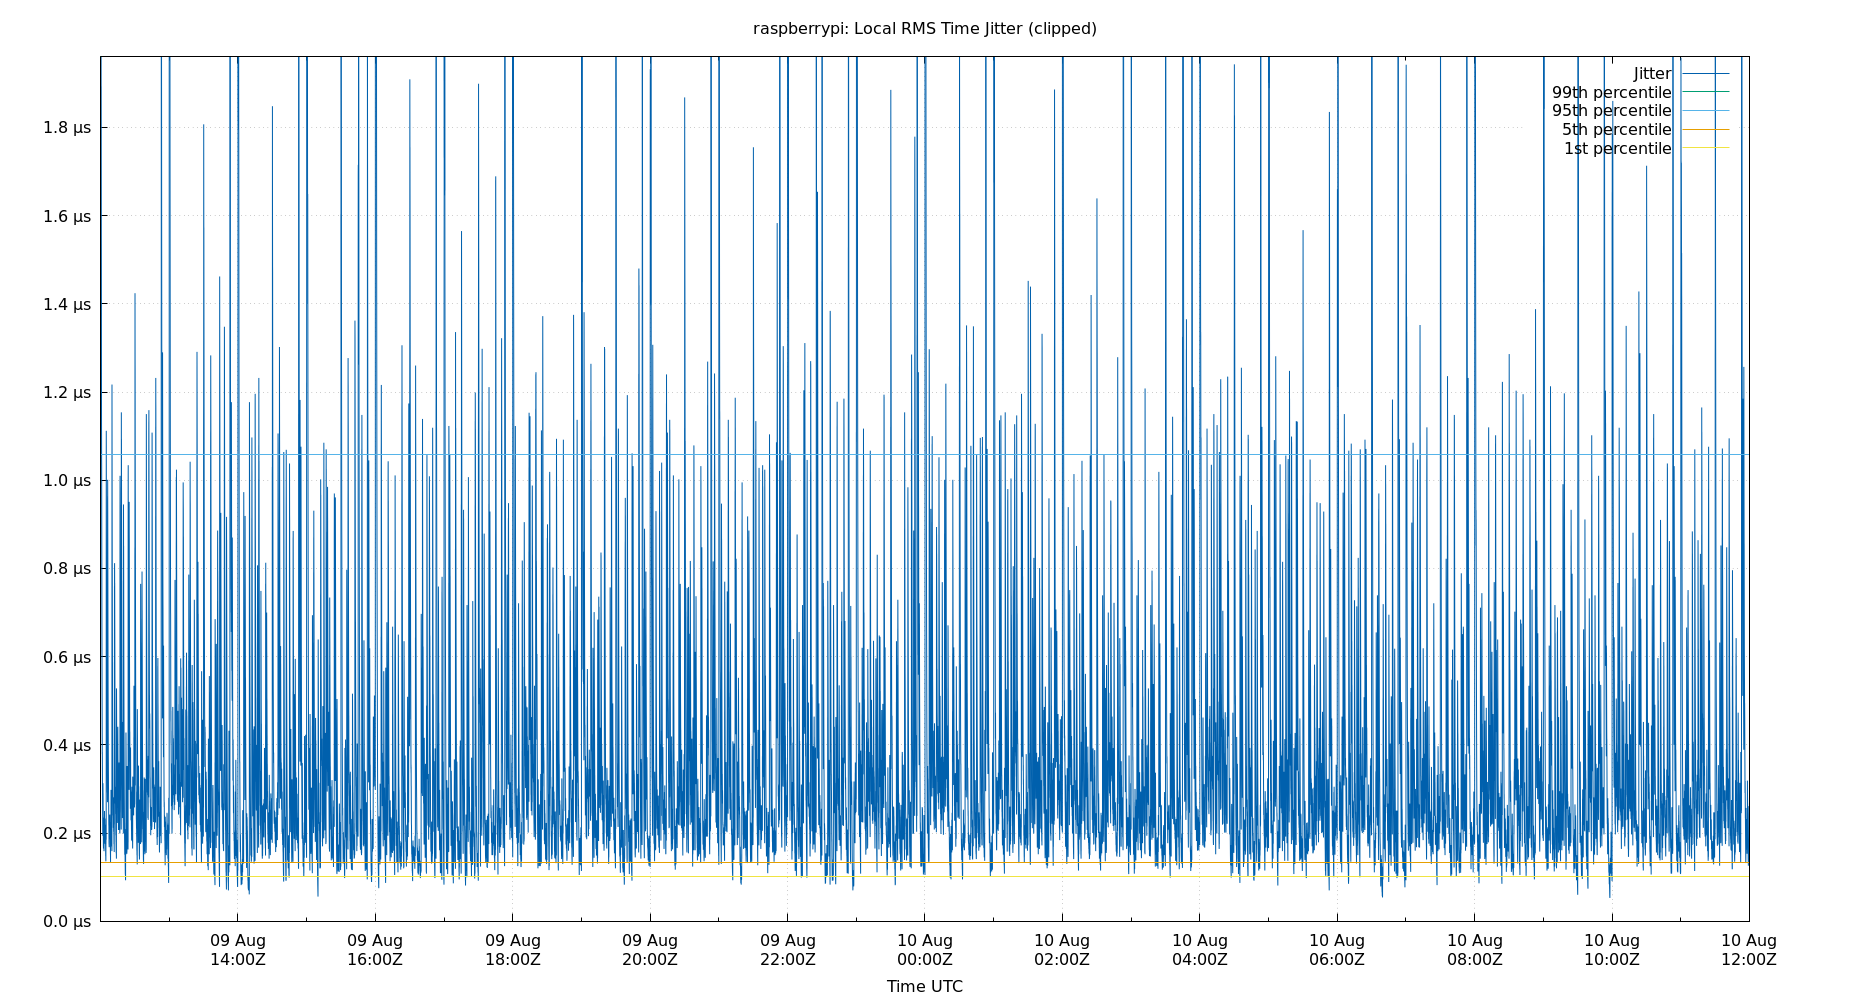 raspberrypi: Local RMS Time Jitter (clipped)
Jitter
99th percentile
95th percentile
5th percentile
1st percentile
1.8 μs
1.6 μs
1.4 μs
1.2 μs
1.0 μs
0.8 μs
0.6 μs
0.4 μs
0.2 μs
0.0 μs
09 Aug 09 Aug 09 Aug 09 Aug 09 Aug 10 Aug 10 Aug 10 Aug 10 Aug 10 Aug 10 Aug 10 Aug
14:00Z 16:00Z 18:00Z 20:00Z 22:00Z 00:00Z 02:00Z 04:00Z 06:00Z 08:00Z 10:00Z 12:00Z
Time UTC